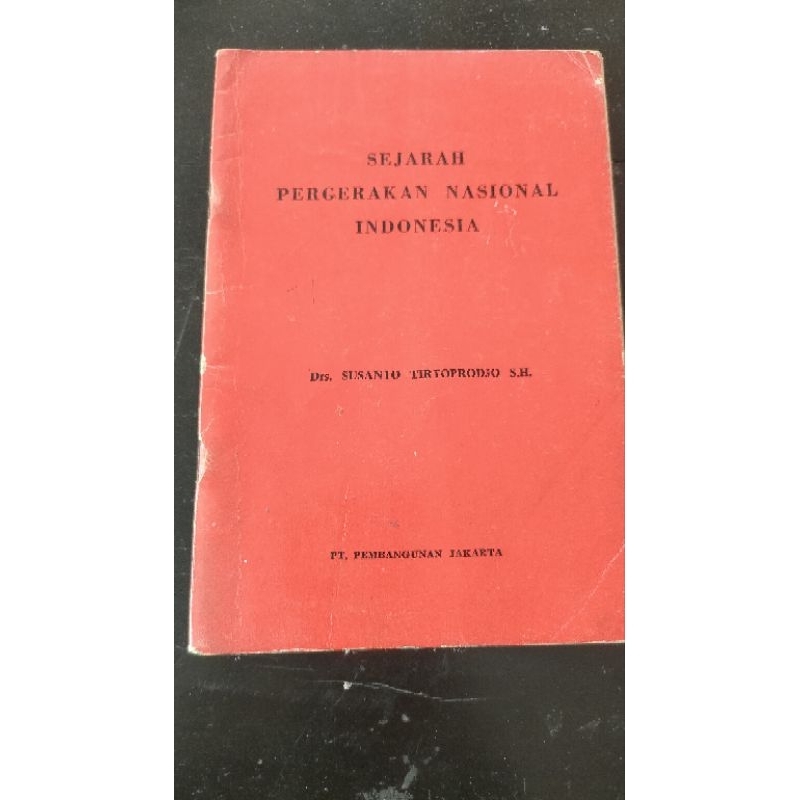 SEJARAH
PERGERAKAN NASIONAL
INDONESIA
Drs. SUSANTO TIRTOPRODJO S.H.
PT. PEMBANGUNAN JAKARTA